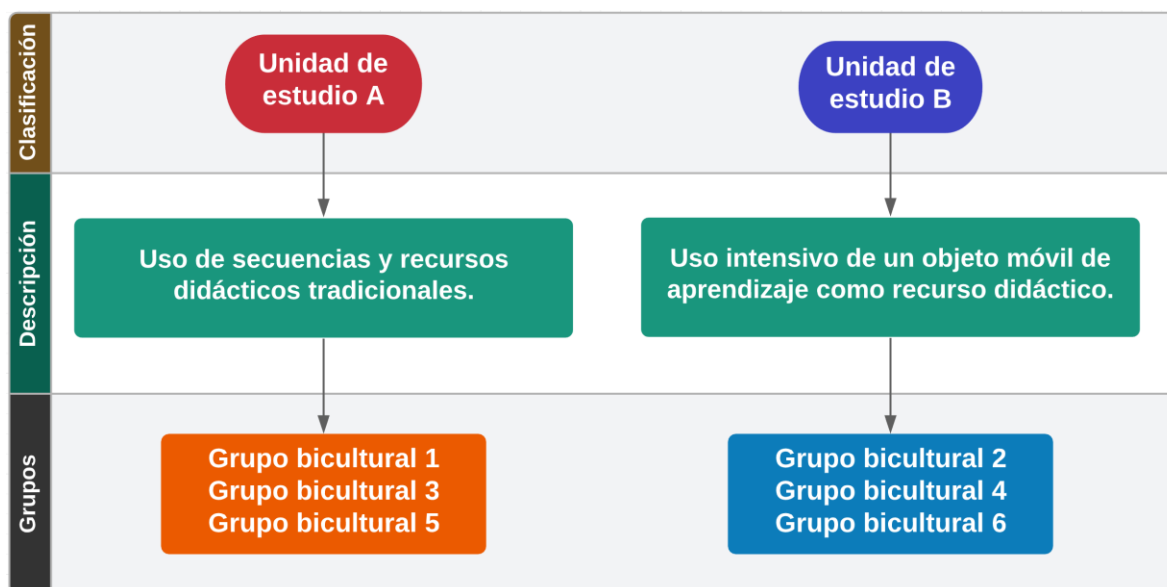 Clasificación
Unidad de
estudio A
Unidad de
estudio B
Descripción
Uso de secuencias y recursos
didácticos tradicionales.
Uso intensivo de un objeto móvil de
aprendizaje como recurso didáctico.
Grupos
Grupo bicultural 1
Grupo bicultural 3
Grupo bicultural 5
Grupo bicultural 2
Grupo bicultural 4
Grupo bicultural 6